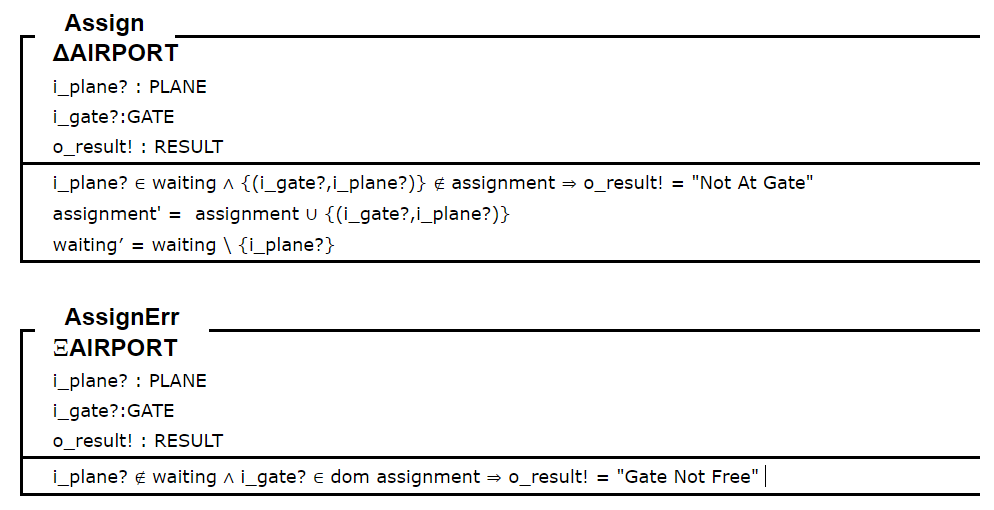 Assign
ΔAIRPORT
i_plane? : PLANE
i_gate?:GATE
o_result! : RESULT
i_plane? ∈ waiting ∧ {(i_gate?,i_plane?)} ∉ assignment ⇒ o_result! = "Not At Gate"
assignment' =  assignment ∪ {(i_gate?,i_plane?)}
waiting’ = waiting \ {i_plane?}
AssignErr
ΞAIRPORT
i_plane? : PLANE
i_gate?:GATE
o_result! : RESULT
i_plane? ∉ waiting ∧ i_gate? ∈ dom assignment ⇒ o_result! = "Gate Not Free"